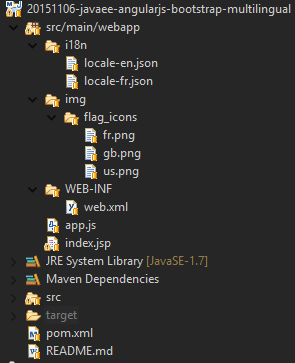 20151106-javaee-angularjs-bootstrap-multilingual
src/main/webapp
i18n
locale-en.json
locale-fr.json
img
flag_icons
fr.png
gb.png
us.png
WEB-INF
web.xml
app.js
index.jsp
JRE System Library [JavaSE-1.7]
Maven Dependencies
src
target
pom.xml
README.md